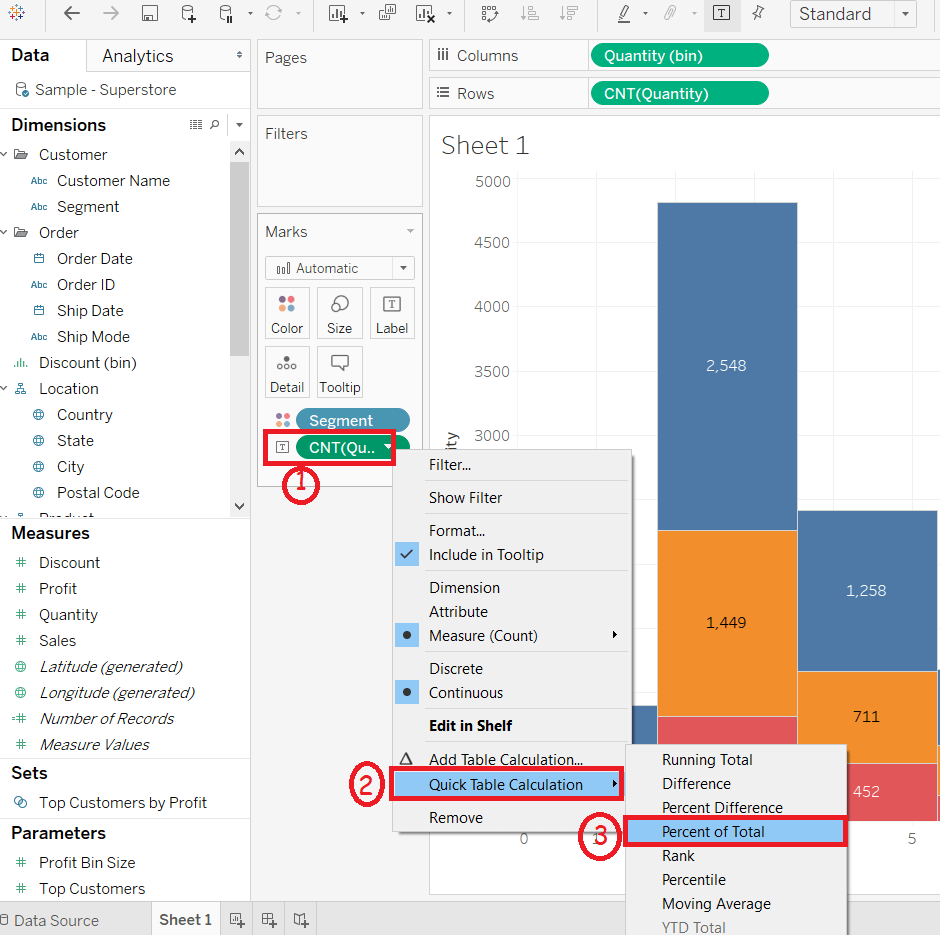 Standard
Data
Analytics
Sample - Superstore
Dimensions
Customer
Abc Customer Name
Abc Segment
Order
Order Date
Abc Order ID
Ship Date
Abc Ship Mode
Discount (bin)
Location
Country
State
City
Postal Code
Product
Measures
Discount
Profit
Quantity
Sales
Latitude (generated)
Longitude (generated)
Number of Records
Measure Values
Sets
Top Customers by Profit
Parameters
Profit Bin Size
Top Customers
Data Source
Sheet 1
Pages
Filters
Marks
Automatic
Color
Size
Label
Detail
Tooltip
Segment
CNT(Qu..
1
Columns
Quantity (bin)
Rows
CNT(Quantity)
Sheet 1
5000
4500
4000
3500
3000
2,548
1,449
1,258
711
452
0
5
Filter...
Show Filter
Format...
Include in Tooltip
Dimension
Attribute
Measure (Count)
Discrete
Continuous
Edit in Shelf
Add Table Calculation...
2
Quick Table Calculation
Remove
Running Total
Difference
Percent Difference
3
Percent of Total
Rank
Percentile
Moving Average
YTD Total